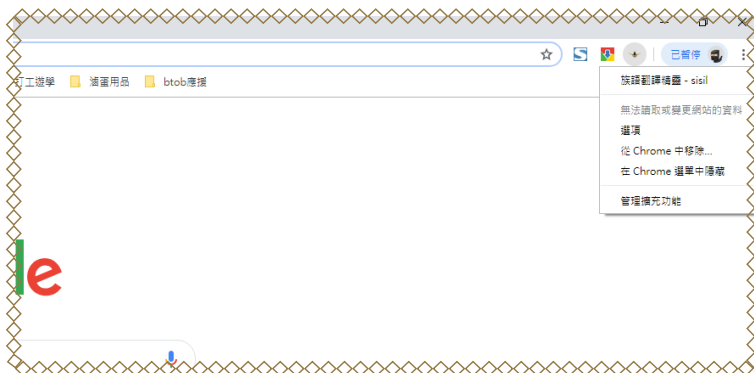 已暫停
打工遊學 滷蛋用品 btob應援
族語翻譯精靈 - sisil
無法讀取或變更網站的資料
選項
從 Chrome 中移除...
在 Chrome 選單中隱藏
管理擴充功能
le